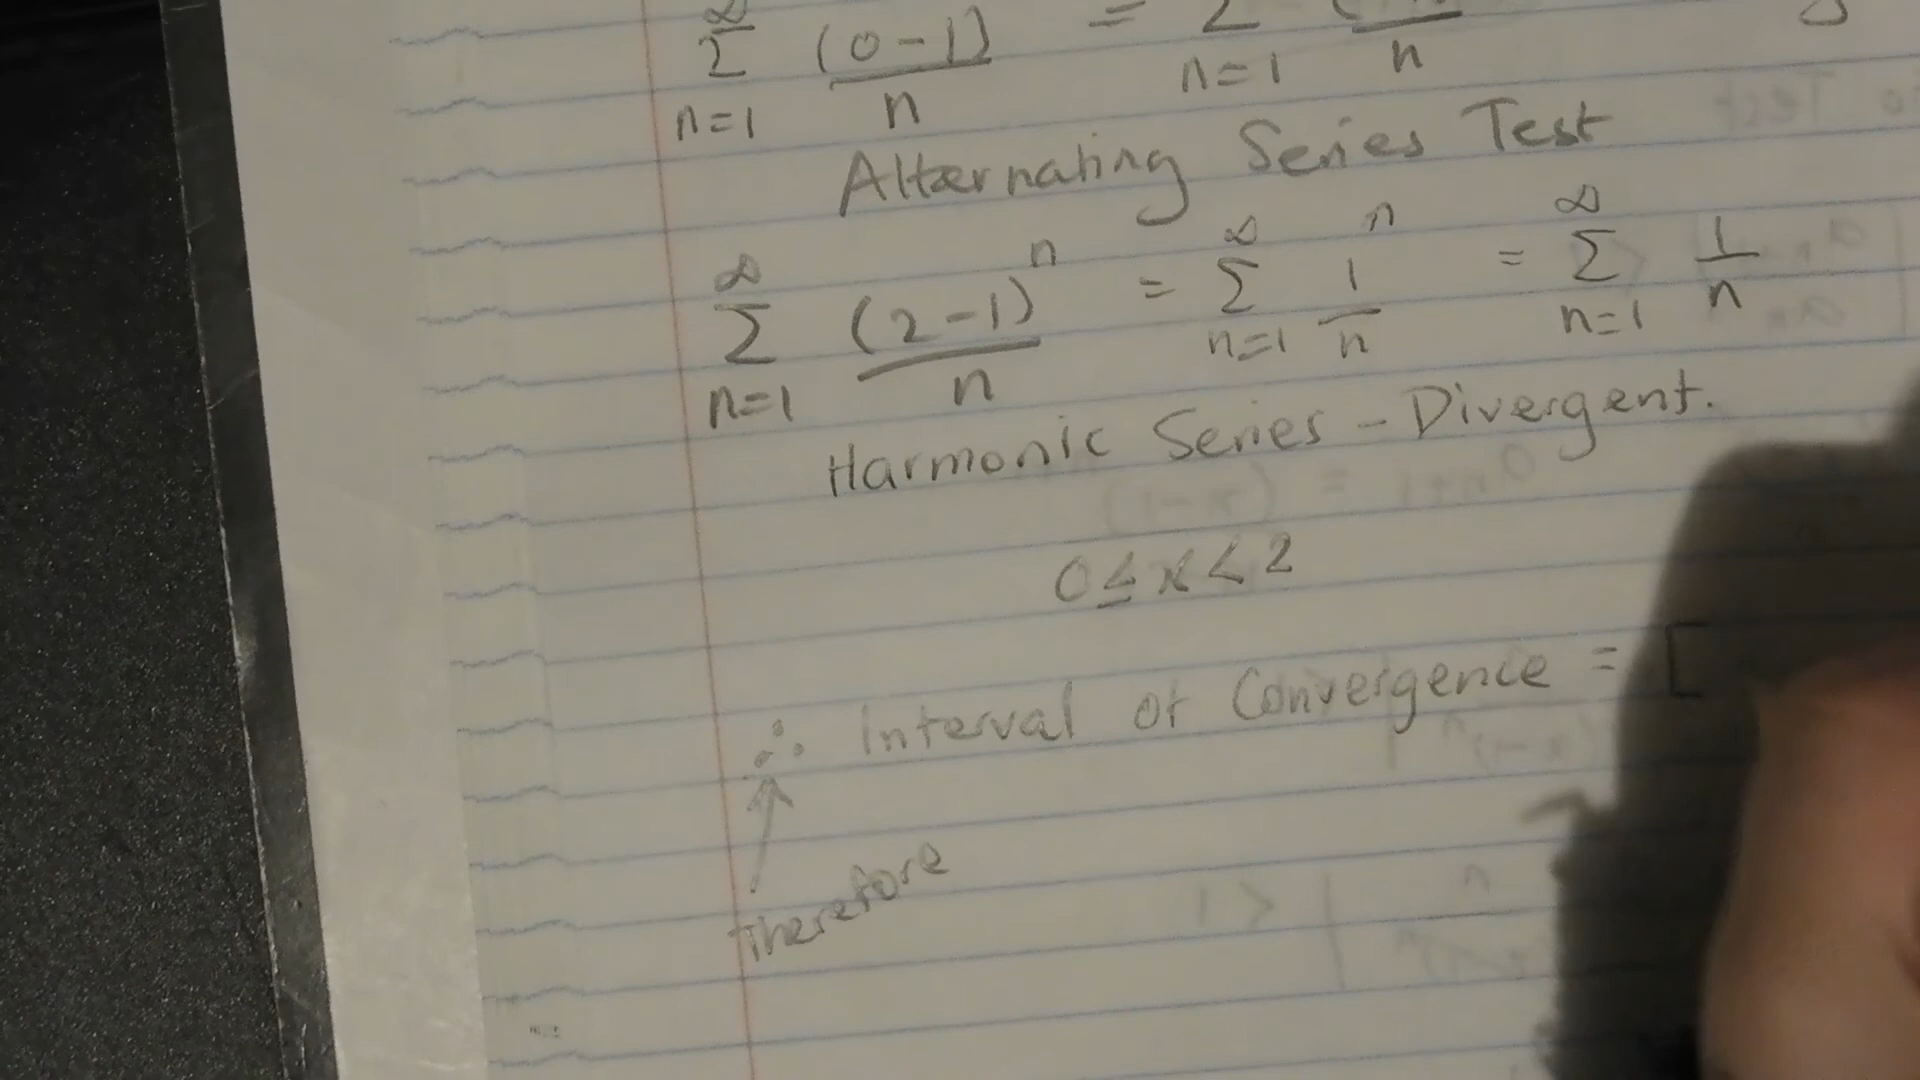 ∞
Σ (0-1) = Σ
n=1 n n=1 n
Alternating Series Test
∞ n ∞ n ∞
Σ (2-1) = Σ 1 = Σ 1
n=1 n n=1 n n=1 n
Harmonic Series - Divergent.
0 ≤ x < 2
∴ Interval of Convergence = [
therefore